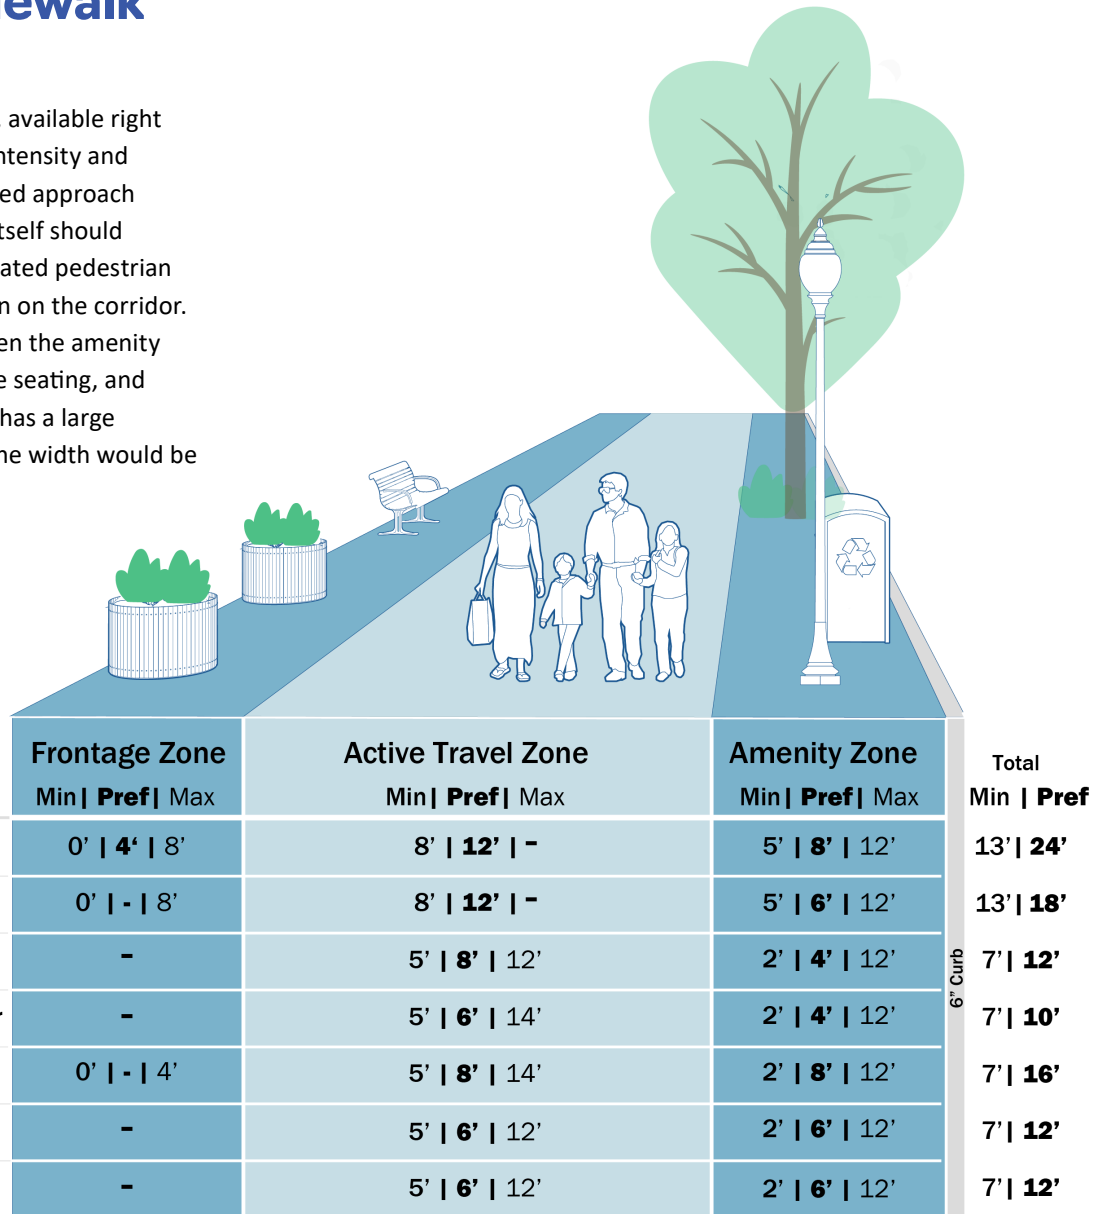 ewalk
available right
ntensity and
ed approach
tself should
ated pedestrian
n on the corridor.
en the amenity
e seating, and
has a large
ne width would be
Frontage Zone Active Travel Zone Amenity Zone Total
Min| Pref| Max Min| Pref| Max Min| Pref| Max Min | Pref
0' | 4‘ | 8' 8' | 12' | – 5' | 8' | 12' 13'| 24'
0' | - | 8' 8' | 12' | – 5' | 6' | 12' 13'| 18'
– 5' | 8' | 12' 2' | 4' | 12' 7'| 12'
– 5' | 6' | 14' 2' | 4' | 12' 7'| 10'
0' | - | 4' 5' | 8' | 14' 2' | 8' | 12' 7'| 16'
– 5' | 6' | 12' 2' | 6' | 12' 7'| 12'
– 5' | 6' | 12' 2' | 6' | 12' 7'| 12'
6” Curb